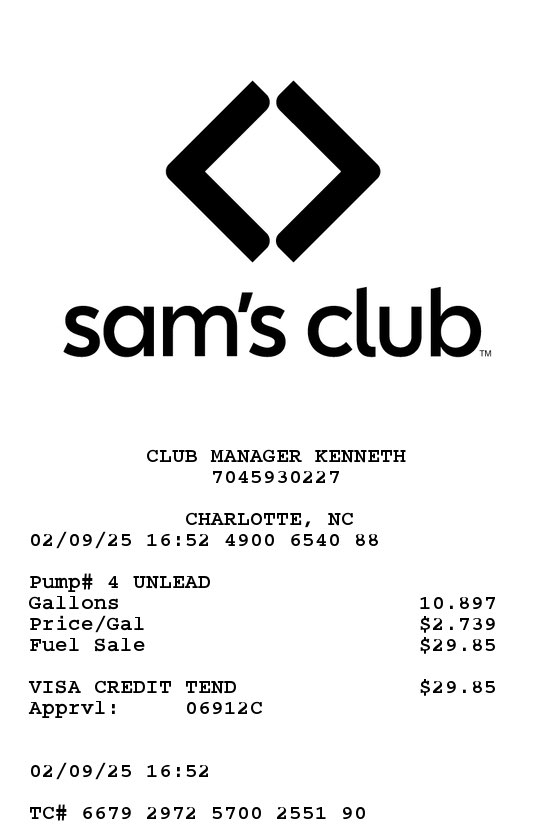 sam's club™
CLUB MANAGER KENNETH
7045930227
CHARLOTTE, NC
02/09/25 16:52 4900 6540 88
Pump# 4 UNLEAD
Gallons 10.897
Price/Gal $2.739
Fuel Sale $29.85
VISA CREDIT TEND $29.85
Apprvl: 06912C
02/09/25 16:52
TC# 6679 2972 5700 2551 90